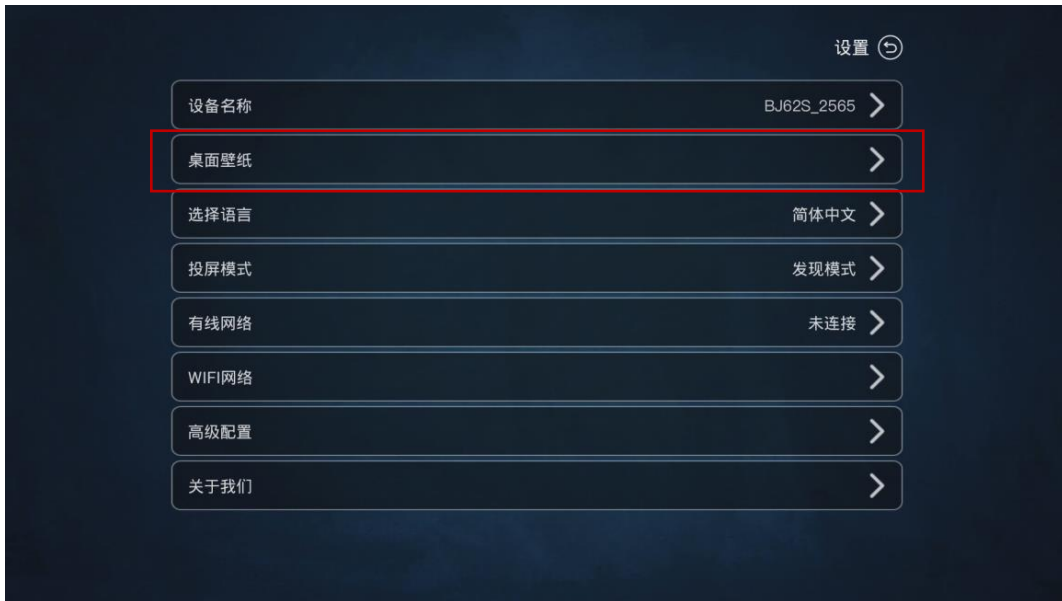 设置
设备名称 BJ62S_2565
桌面壁纸
选择语言 简体中文
投屏模式 发现模式
有线网络 未连接
WIFI网络
高级配置
关于我们